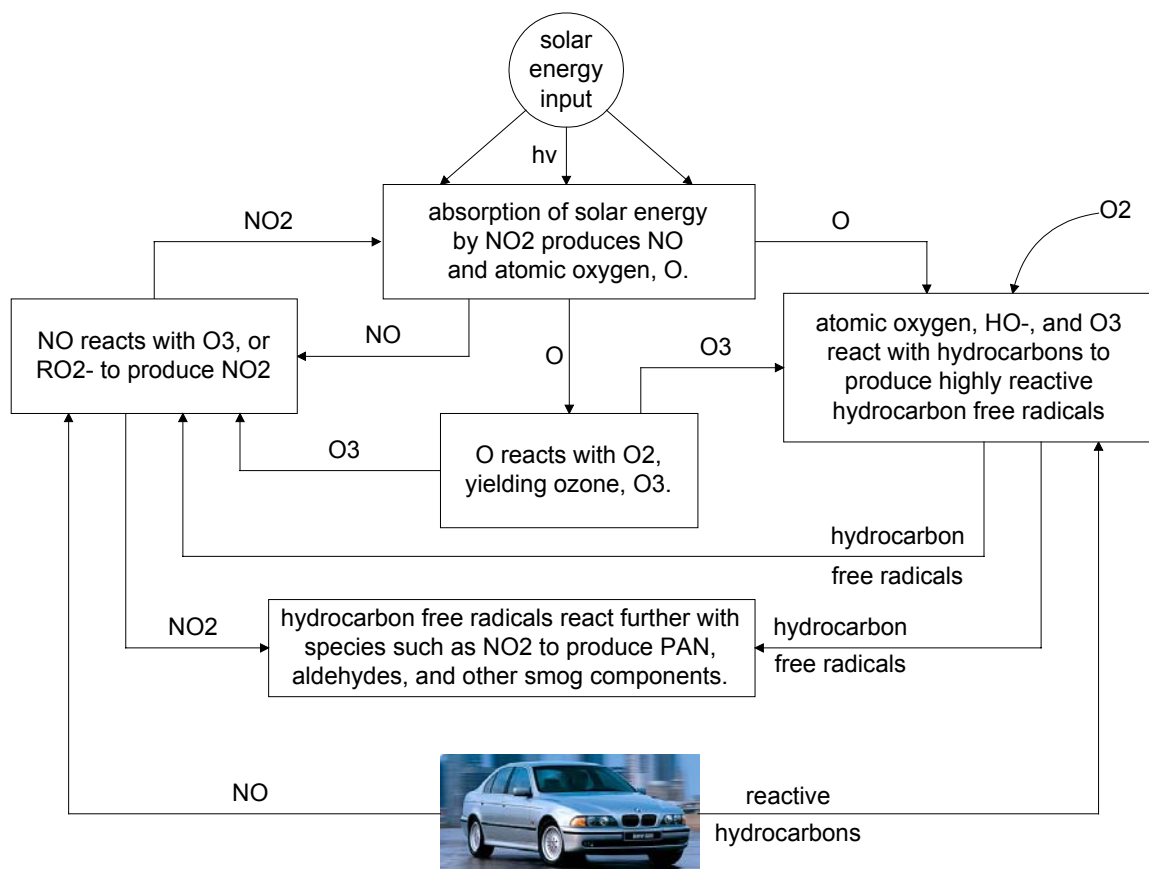 solar
energy
input
hv
NO2
absorption of solar energy
by NO2 produces NO
and atomic oxygen, O.
O
O2
NO reacts with O3, or
RO2- to produce NO2
NO
O
O3
atomic oxygen, HO-, and O3
react with hydrocarbons to
produce highly reactive
hydrocarbon free radicals
O3
O reacts with O2,
yielding ozone, O3.
hydrocarbon
free radicals
NO2
hydrocarbon free radicals react further with
species such as NO2 to produce PAN,
aldehydes, and other smog components.
hydrocarbon
free radicals
NO
reactive
hydrocarbons